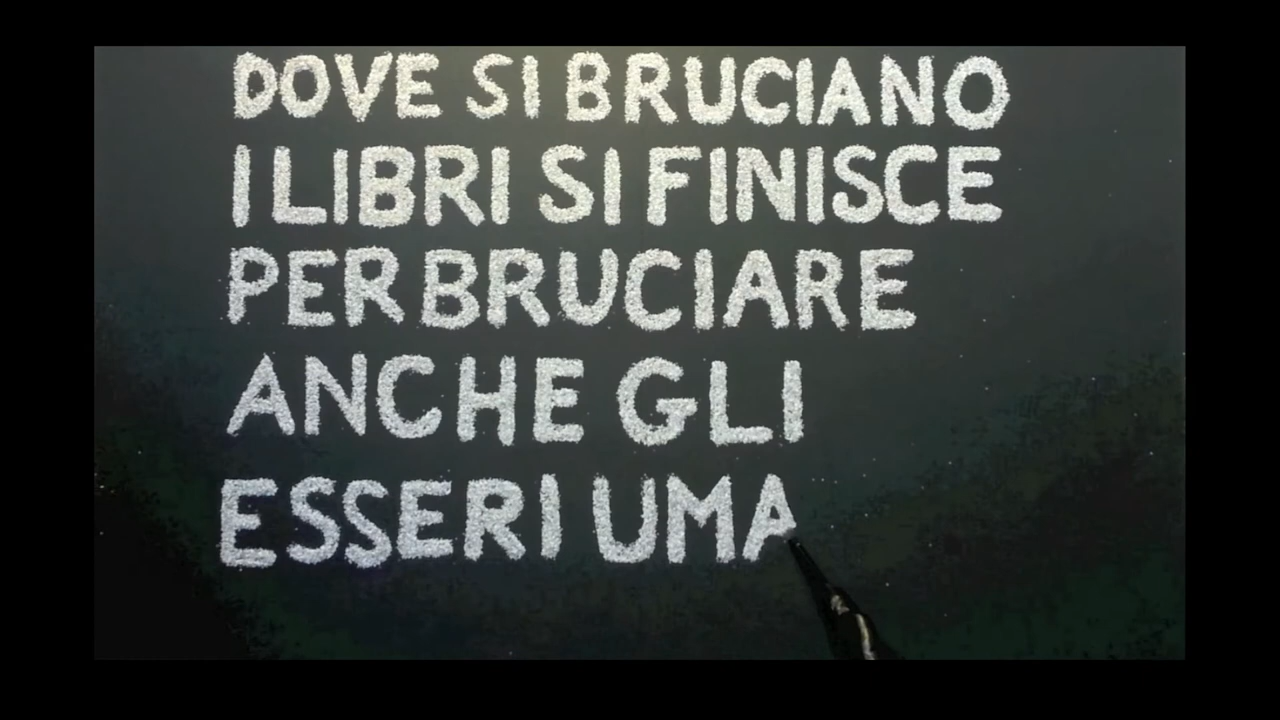 DOVE SI BRUCIANO
I LIBRI SI FINISCE
PER BRUCIARE
ANCHE GLI
ESSERI UMA